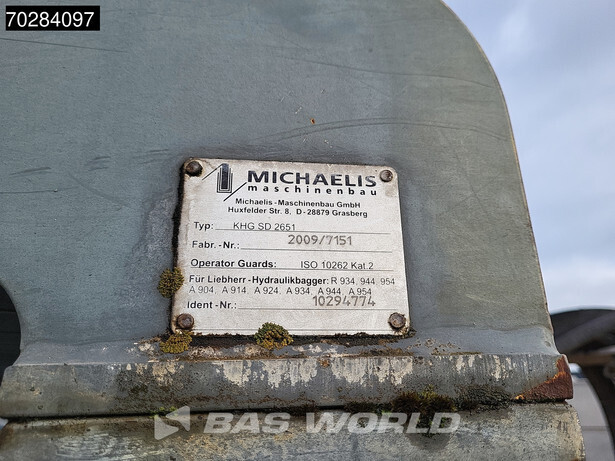 70284097
MICHAELIS
maschinenbau
Michaelis-Maschinenbau GmbH
Huxfelder Str. 8, D-28879 Grasberg
Typ: KHG SD 2651
Fabr.-Nr.: 2009/7151
Operator Guards: ISO 10262 Kat.2
Für Liebherr-Hydraulikbagger: R 934, 944, 954
A 904, A 914, A 924, A 934, A 944, A 954
Ident-Nr.: 10294774
BAS WORLD